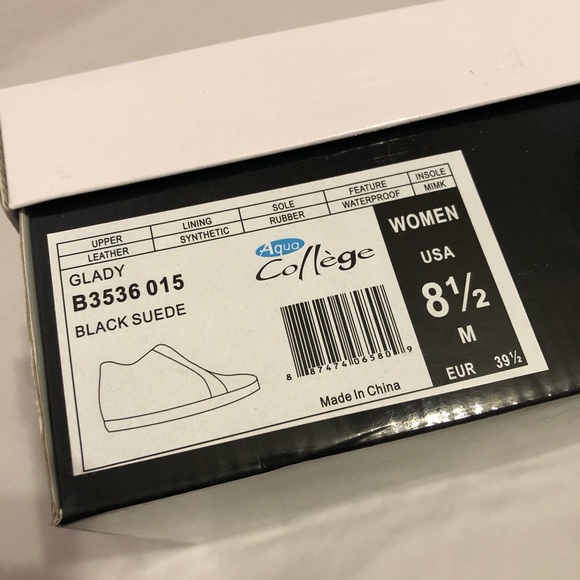 UPPER LINING SOLE FEATURE INSOLE
LEATHER SYNTHETIC RUBBER WATERPROOF MIMK
GLADY
B3536 015
BLACK SUEDE
Aqua
Collège
8 87474 06580 9
Made In China
WOMEN
USA
8½
M
EUR 39½